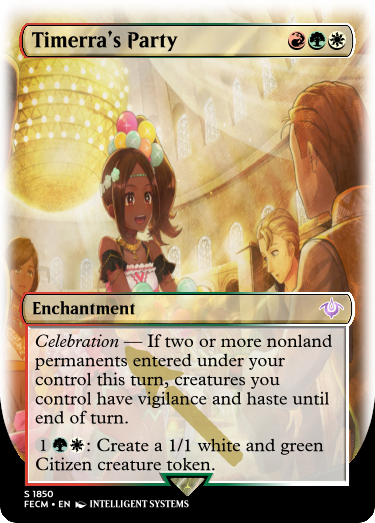 Timerra's Party
Enchantment
Celebration — If two or more nonland
permanents entered under your
control this turn, creatures you
control have vigilance and haste until
end of turn.
1: Create a 1/1 white and green
Citizen creature token.
S 1850
FECM • EN INTELLIGENT SYSTEMS